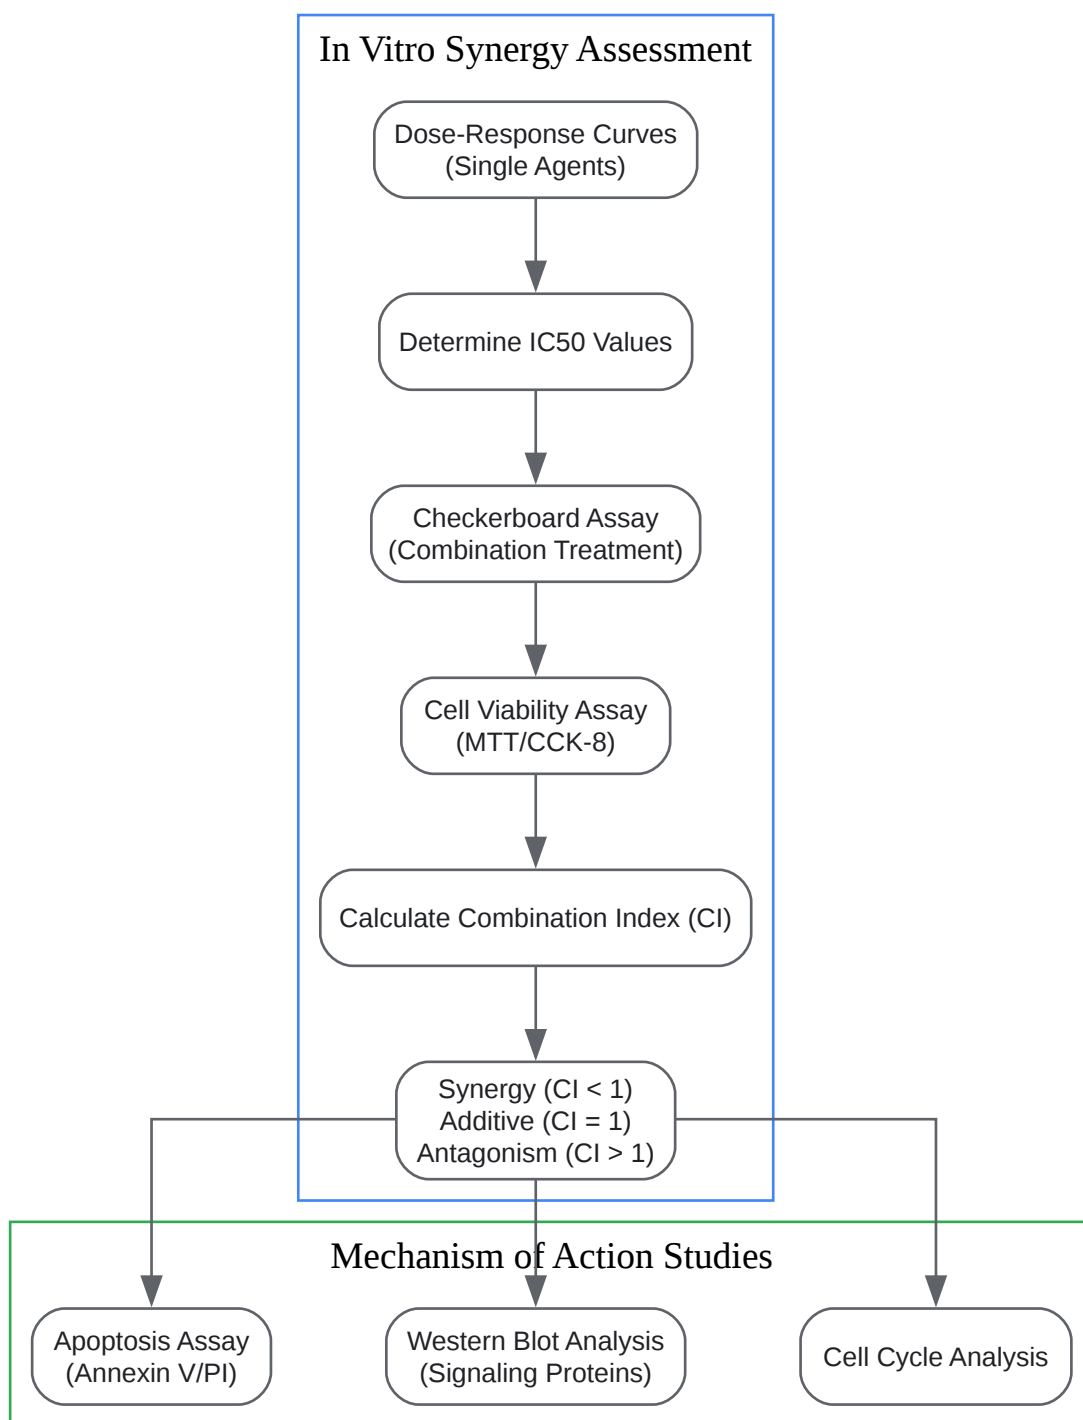 In Vitro Synergy Assessment
Dose-Response Curves
(Single Agents)
Determine IC50 Values
Checkerboard Assay
(Combination Treatment)
Cell Viability Assay
(MTT/CCK-8)
Calculate Combination Index (CI)
Synergy (CI < 1)
Additive (CI = 1)
Antagonism (CI > 1)
Mechanism of Action Studies
Apoptosis Assay
(Annexin V/PI)
Western Blot Analysis
(Signaling Proteins)
Cell Cycle Analysis